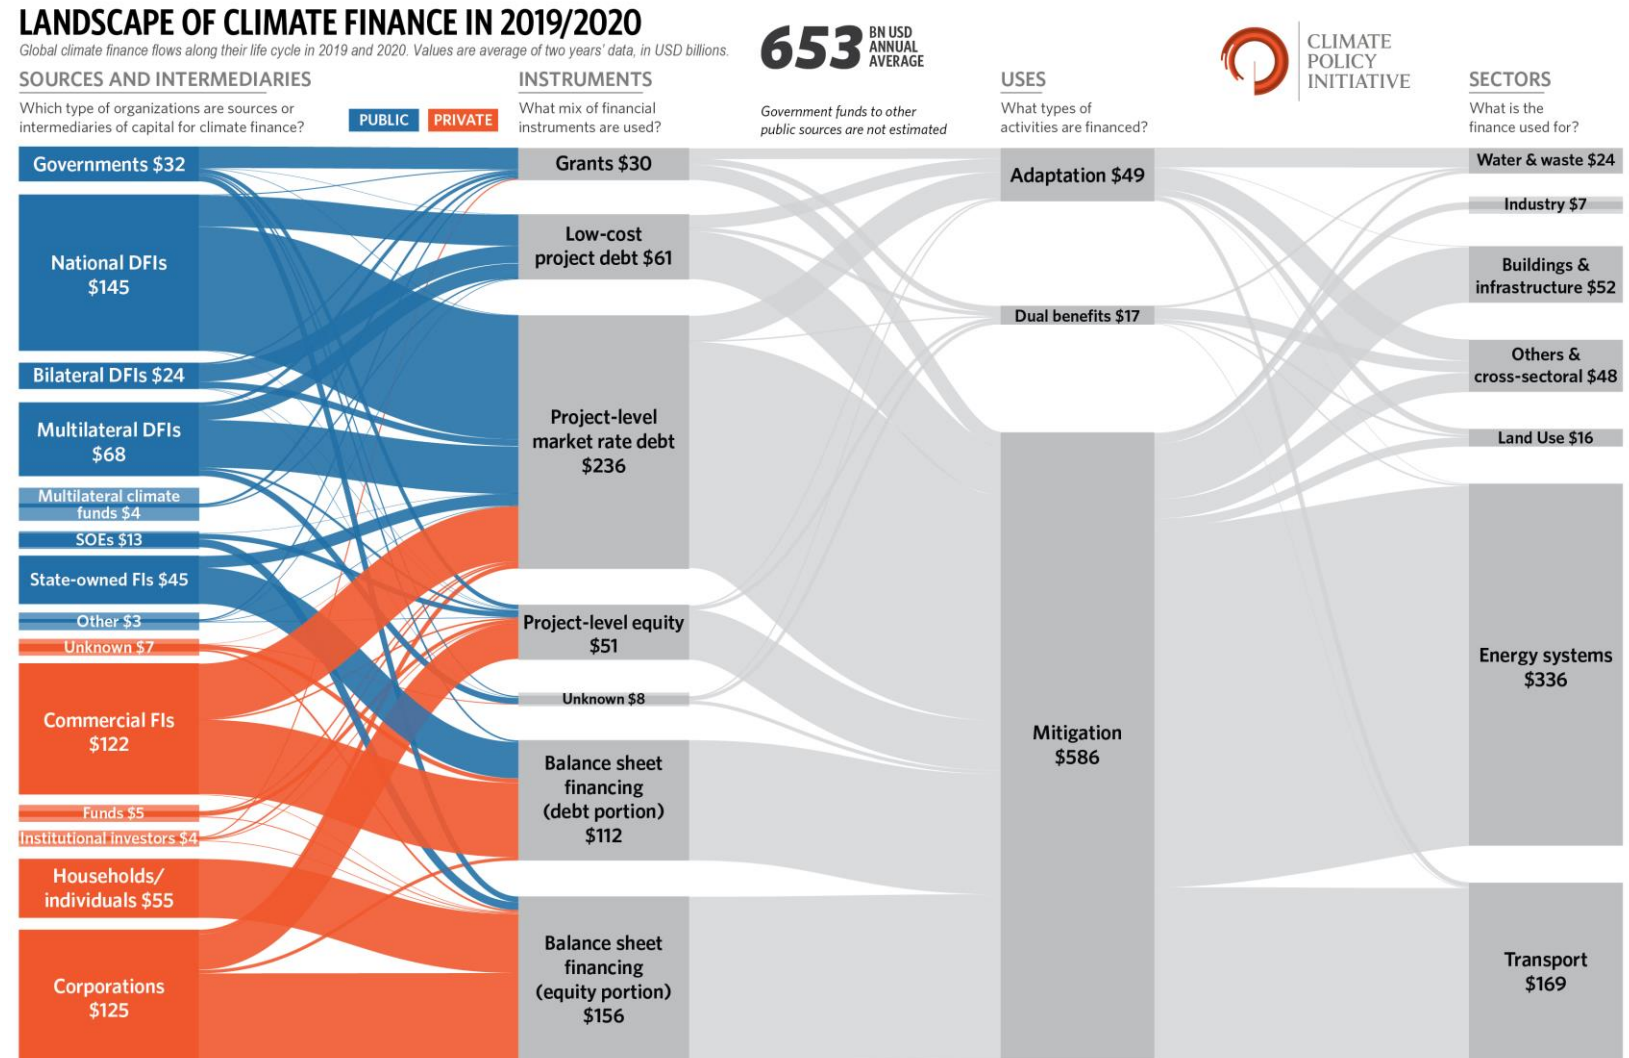 LANDSCAPE OF CLIMATE FINANCE IN 2019/2020
Global climate finance flows along their life cycle in 2019 and 2020. Values are average of two years' data, in USD billions.
653 BN USD
ANNUAL
AVERAGE
CLIMATE
POLICY
INITIATIVE
SOURCES AND INTERMEDIARIES
Which type of organizations are sources or
intermediaries of capital for climate finance?
PUBLIC
PRIVATE
INSTRUMENTS
What mix of financial
instruments are used?
Government funds to other
public sources are not estimated
USES
What types of
activities are financed?
SECTORS
What is the
finance used for?
Governments $32
National DFIs
$145
Bilateral DFIs $24
Multilateral DFIs
$68
Multilateral climate
funds $4
SOEs $13
State-owned FIs $45
Other $3
Unknown $7
Commercial FIs
$122
Funds $5
Institutional investors $4
Households/
individuals $55
Corporations
$125
Grants $30
Low-cost
project debt $61
Project-level
market rate debt
$236
Project-level equity
$51
Unknown $8
Balance sheet
financing
(debt portion)
$112
Balance sheet
financing
(equity portion)
$156
Adaptation $49
Dual benefits $17
Mitigation
$586
Water & waste $24
Industry $7
Buildings &
infrastructure $52
Others &
cross-sectoral $48
Land Use $16
Energy systems
$336
Transport
$169